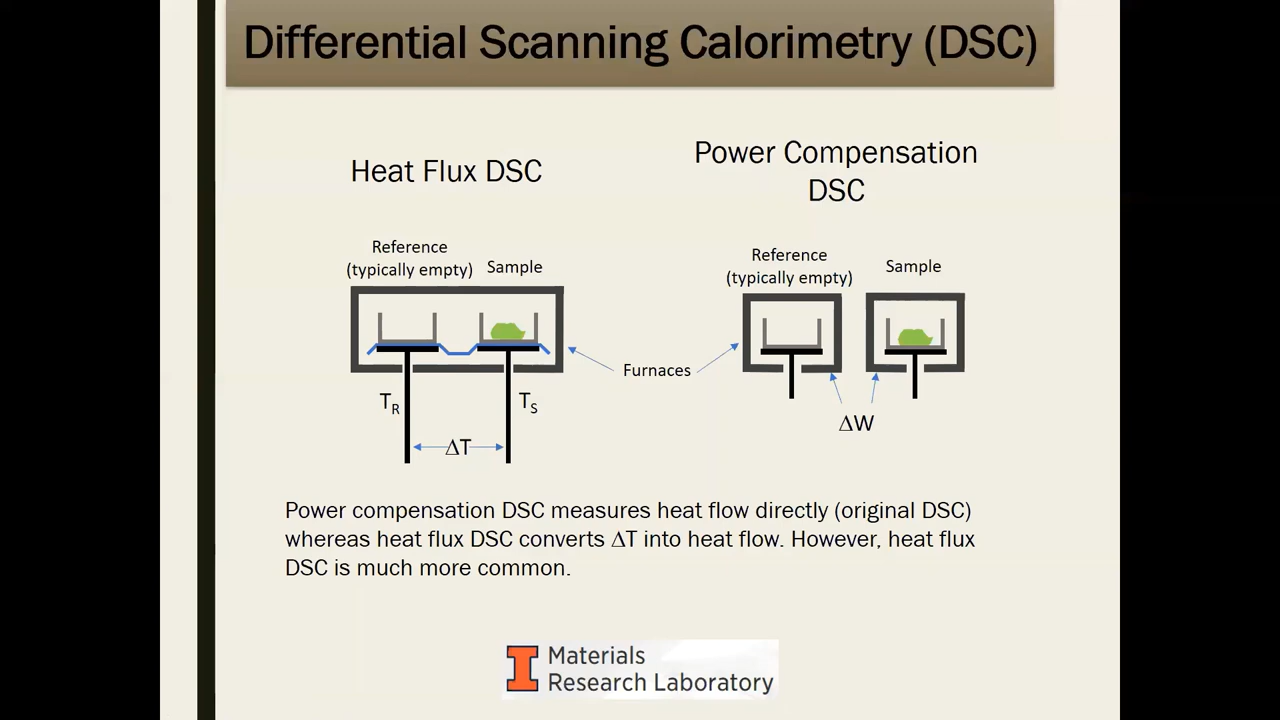 Differential Scanning Calorimetry (DSC)
Heat Flux DSC
Power Compensation
DSC
Reference
(typically empty)
Sample
Reference
(typically empty)
Sample
Furnaces
TR
TS
ΔT
ΔW
Power compensation DSC measures heat flow directly (original DSC)
whereas heat flux DSC converts ΔT into heat flow. However, heat flux
DSC is much more common.
I
Materials
Research Laboratory